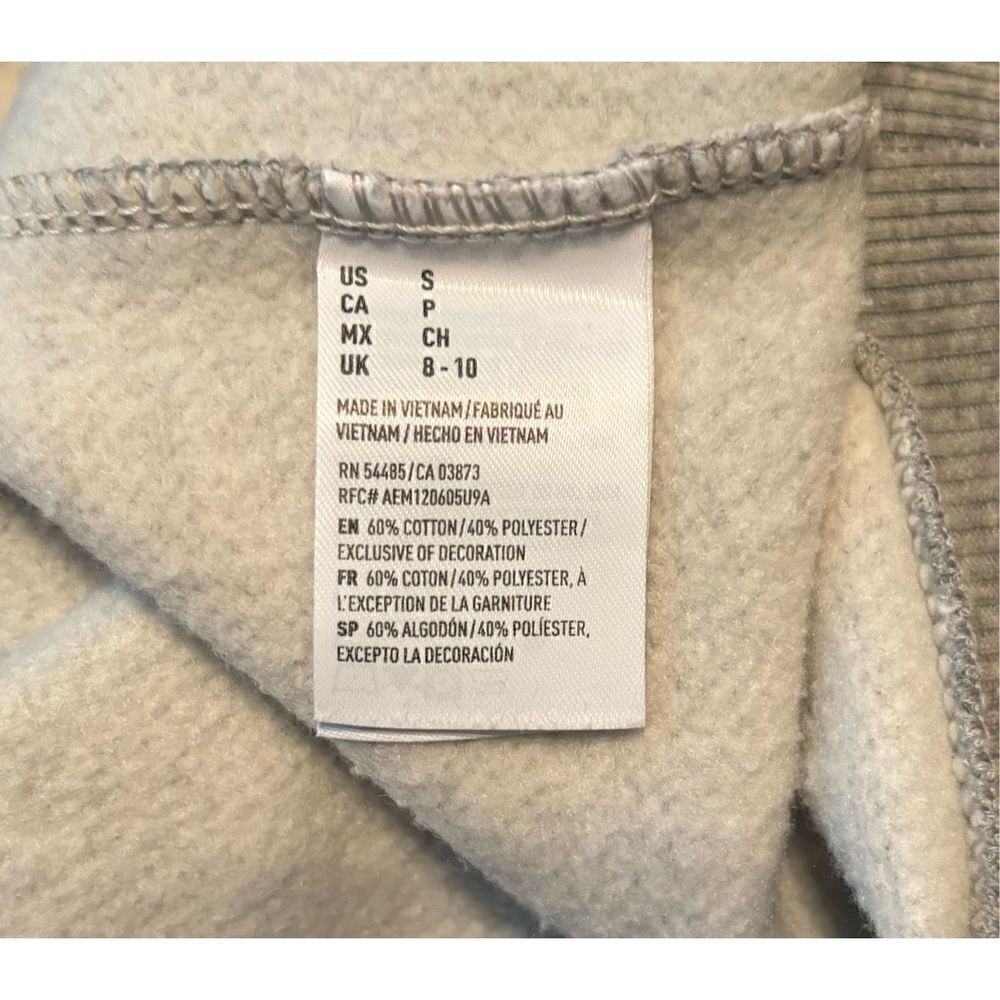 US S
CA P
MX CH
UK 8 - 10
MADE IN VIETNAM / FABRIQUÉ AU
VIETNAM / HECHO EN VIETNAM
RN 54485 / CA 03873
RFC# AEM120605U9A
EN 60% COTTON / 40% POLYESTER /
EXCLUSIVE OF DECORATION
FR 60% COTON / 40% POLYESTER, À
L'EXCEPTION DE LA GARNITURE
SP 60% ALGODÓN / 40% POLÍESTER,
EXCEPTO LA DECORACIÓN